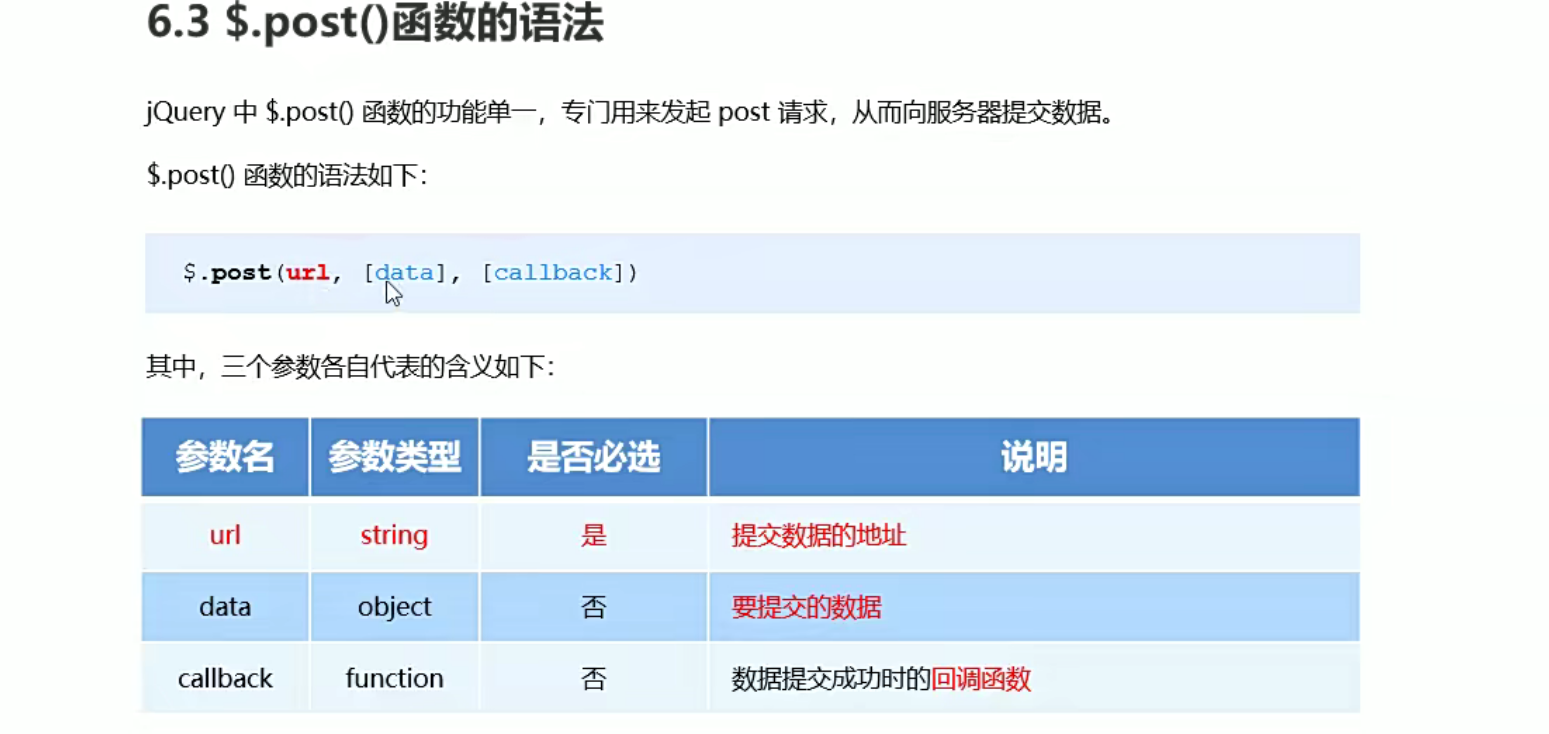 6.3 $.post()函数的语法
jQuery 中 $.post() 函数的功能单一，专门用来发起 post 请求，从而向服务器提交数据。
$.post() 函数的语法如下：
$.post(url, [data], [callback])
其中，三个参数各自代表的含义如下：
参数名 参数类型 是否必选 说明
url string 是 提交数据的地址
data object 否 要提交的数据
callback function 否 数据提交成功时的回调函数